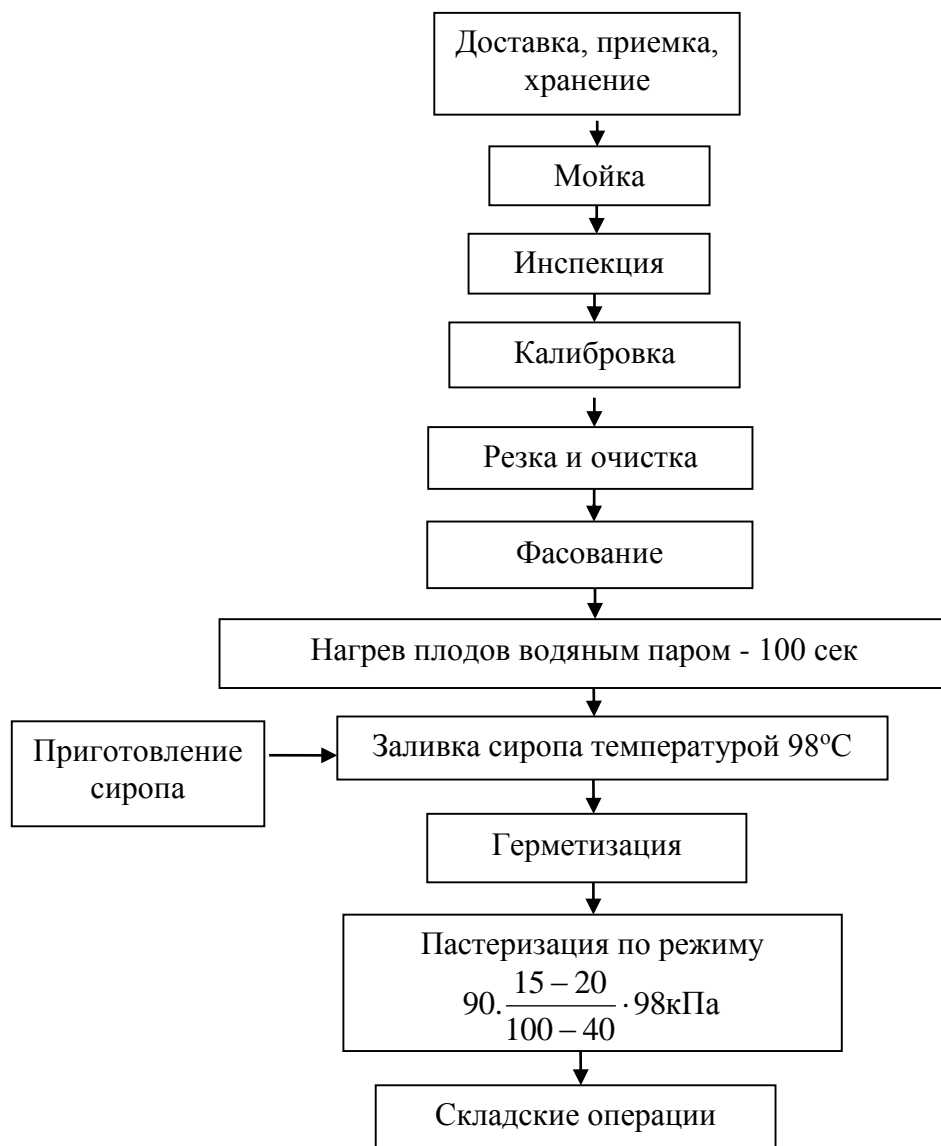 Доставка, приемка,
хранение
Мойка
Инспекция
Калибровка
Резка и очистка
Фасование
Нагрев плодов водяным паром - 100 сек
Приготовление
сиропа
Заливка сиропа температурой 98ºС
Герметизация
Пастеризация по режиму
90. (15 – 20)/(100 – 40) · 98кПа
Складские операции